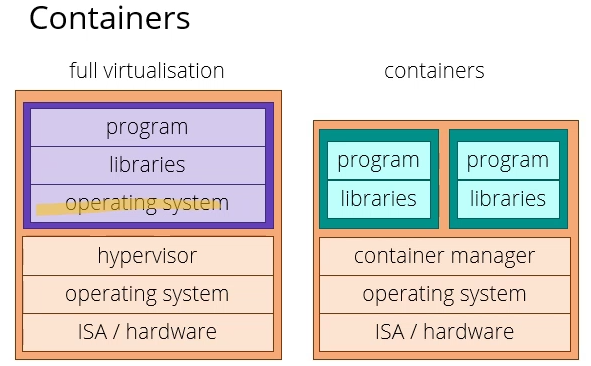 Containers
full virtualisation
program
libraries
operating system
hypervisor
operating system
ISA / hardware
containers
program
libraries
program
libraries
container manager
operating system
ISA / hardware